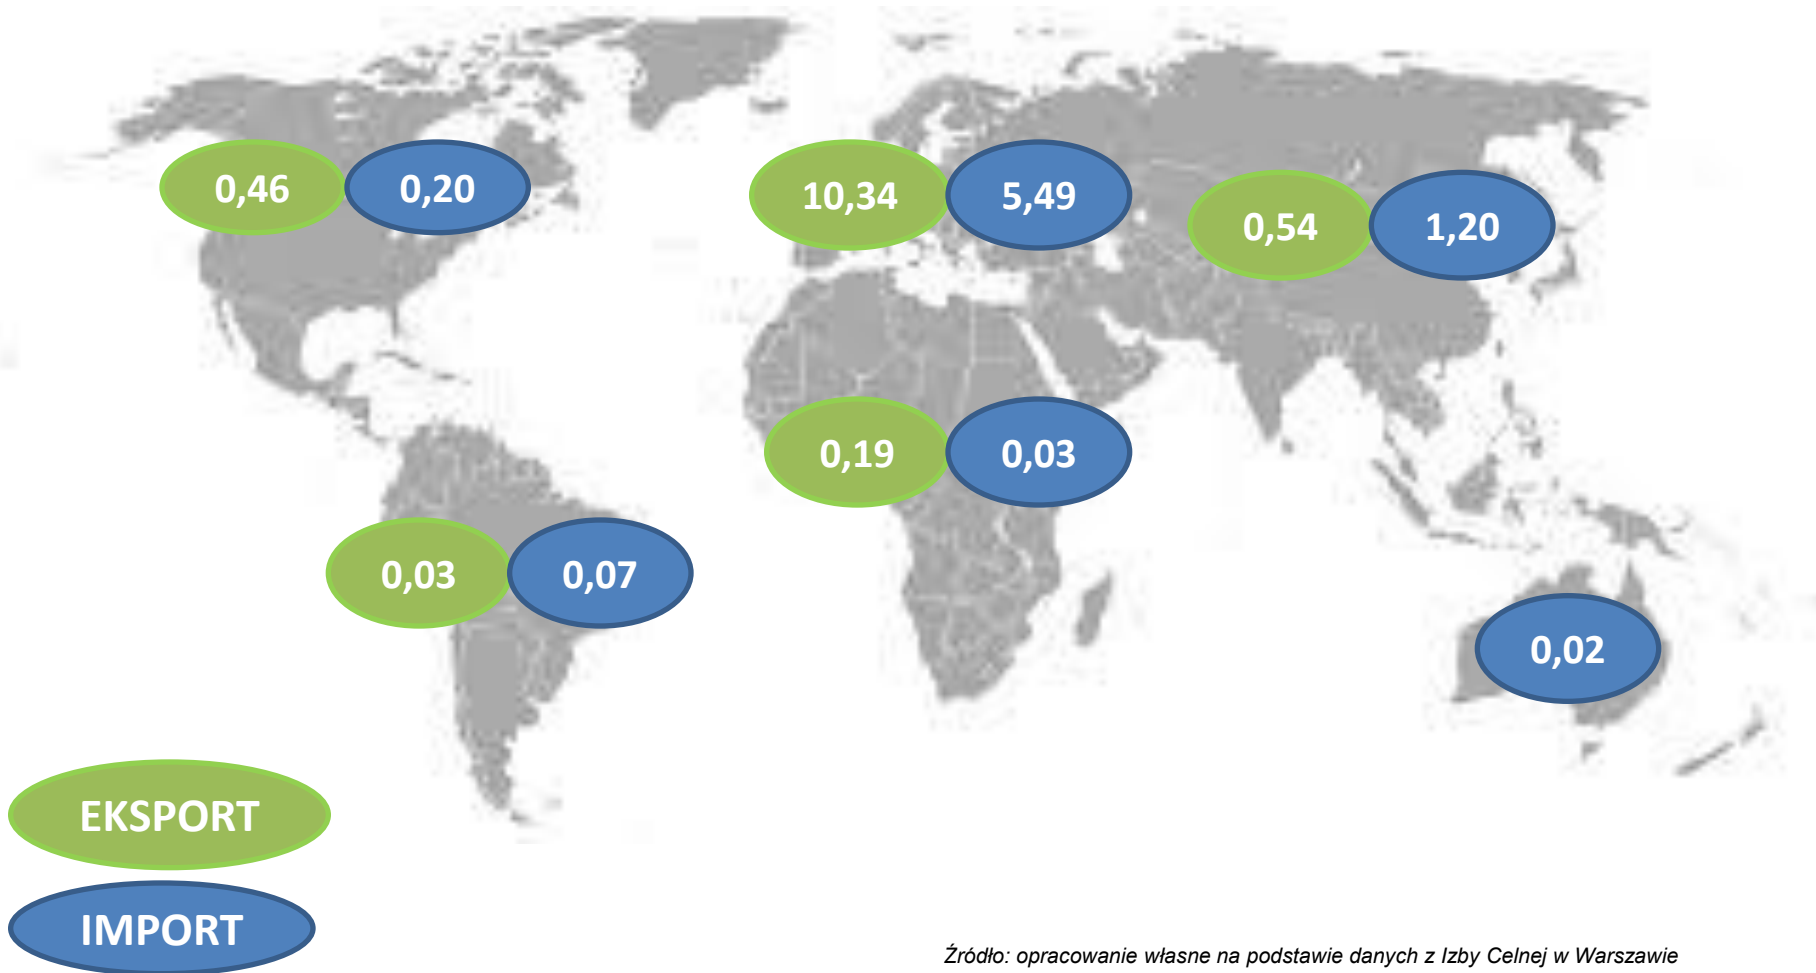 0,46 0,20
10,34 5,49
0,54 1,20
0,19 0,03
0,03 0,07
0,02
EKSPORT
IMPORT
Źródło: opracowanie własne na podstawie danych z Izby Celnej w Warszawie